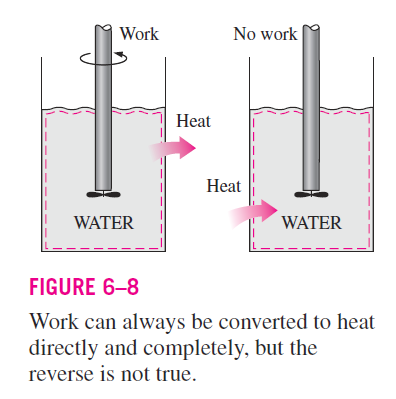 Work
No work
Heat
Heat
WATER
WATER
FIGURE 6–8
Work can always be converted to heat
directly and completely, but the
reverse is not true.